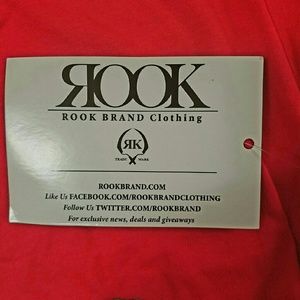 ROOK
ROOK BRAND Clothing
RK
TRADE MARK
ROOKBRAND.COM
Like Us FACEBOOK.COM/ROOKBRANDCLOTHING
Follow Us TWITTER.COM/ROOKBRAND
For exclusive news, deals and giveaways